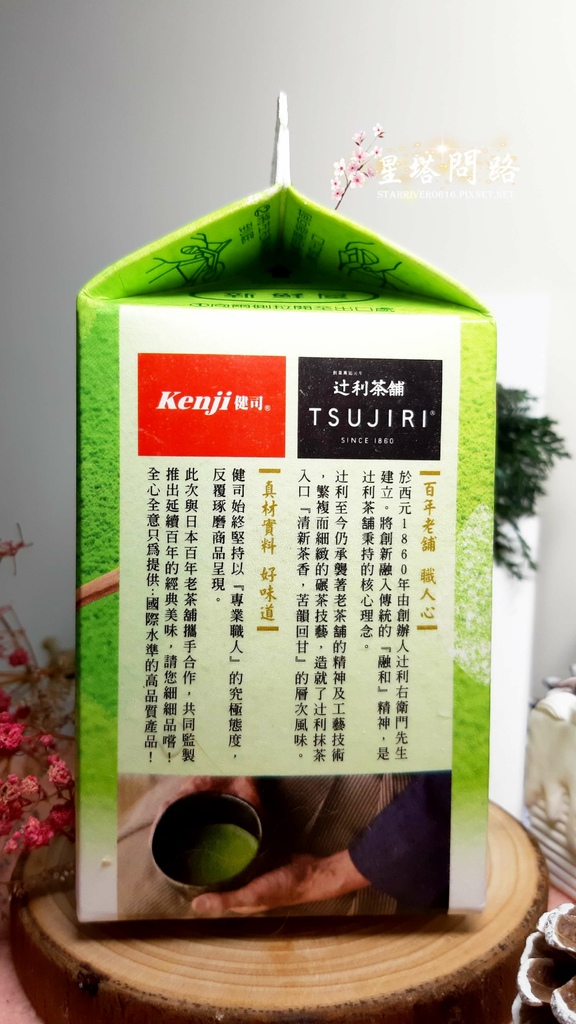 星塔問路
STARRIVER0616.PIXNET.NET
Kenji健司®
辻利茶舗
TSUJIRI®
SINCE 1860
百年老舖 職人心
於西元1860年由創辦人辻利右衛門先生
建立。將創新融入傳統的『融和』精神，是
辻利茶舖秉持的核心理念。
辻利至今仍承襲著老茶舖的精神及工藝技術
，繁複而細緻的碾茶技藝，造就了辻利抹茶
入口『清新茶香，苦韻回甘』的層次風味。
真材實料 好味道
健司始終堅持以『專業職人』的究極態度，
反覆琢磨商品呈現。
此次與日本百年老茶舖攜手合作，共同監製
推出延續百年的經典美味，請您細細品嚐！
全心全意只為提供：國際水準的高品質產品！